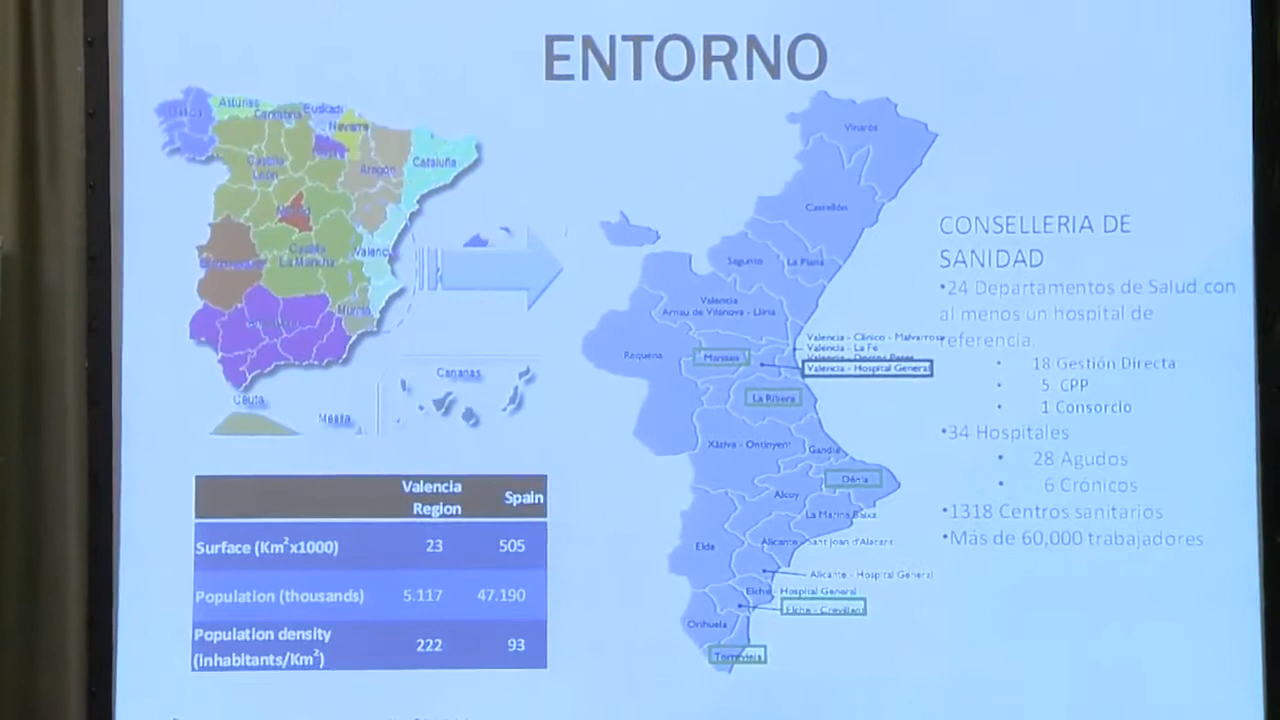 ENTORNO
Asturias
Cantabria
Euskadi
Navarra
Castilla
León
Aragón
Cataluña
Castilla
La Mancha
Valenc
Murcia
Canarias
Ceuta
Melilla
Vinaròs
Castellón
Sagunto
La Plana
Valencia
Arnau de Vilanova - Llíria
Requena
Manises
Valencia - Clínico - Malvarrosa
Valencia - La Fe
Valencia - Hospital General
La Ribera
Xàtiva - Ontinyent
Gandia
Dénia
Alcoy
La Marina Baixa
Elda
Alicante - Sant Joan d'Alacant
Alicante - Hospital General
Elche - Hospital General
Elche - Crevillent
Orihuela
Torrevieja
CONSELLERIA DE
SANIDAD
•24 Departamentos de Salud con
al menos un hospital de
referencia.
• 18 Gestión Directa
• 5 CPP
• 1 Consorcio
•34 Hospitales
• 28 Agudos
• 6 Crónicos
•1318 Centros sanitarios
•Más de 60,000 trabajadores
Valencia
Region Spain
Surface (Km²x1000) 23 505
Population (thousands) 5.117 47.190
Population density
(inhabitants/Km²) 222 93